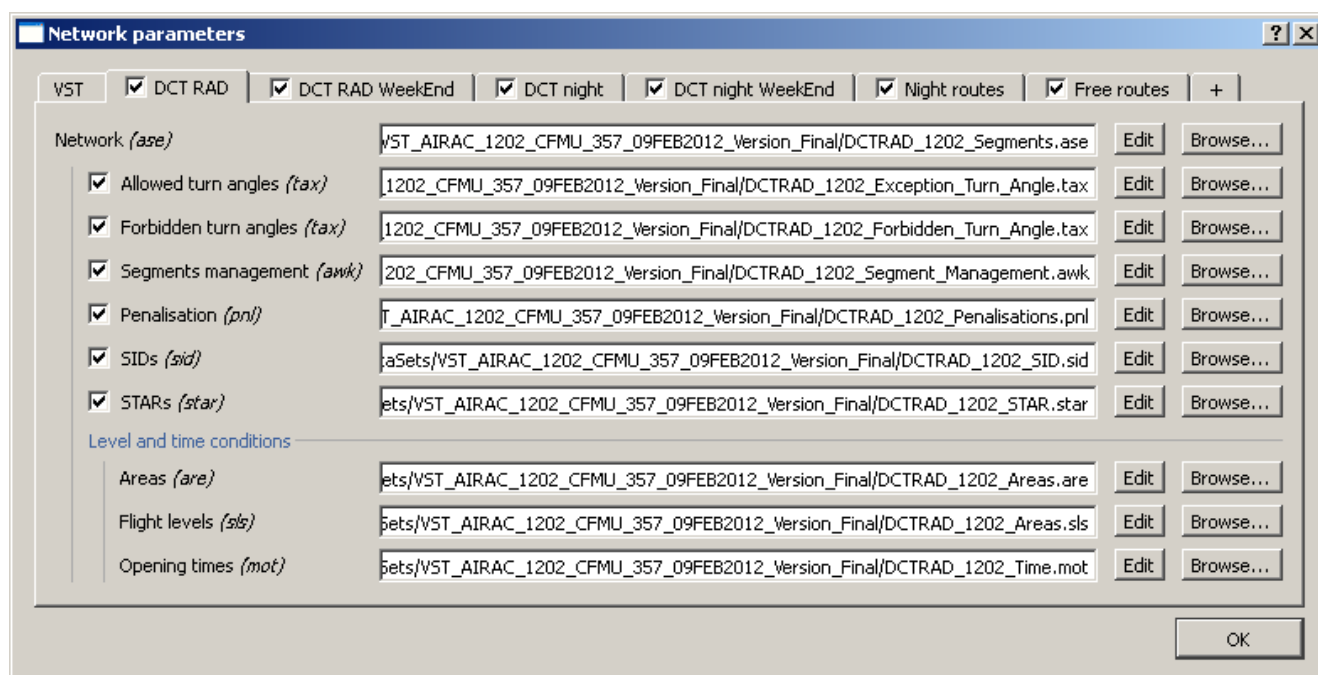 Network parameters
VST DCT RAD DCT RAD WeekEnd DCT night DCT night WeekEnd Night routes Free routes +
Network (ase) VST_AIRAC_1202_CFMU_357_09FEB2012_Version_Final/DCTRAD_1202_Segments.ase Edit Browse...
Allowed turn angles (tax) _1202_CFMU_357_09FEB2012_Version_Final/DCTRAD_1202_Exception_Turn_Angle.tax Edit Browse...
Forbidden turn angles (tax) _1202_CFMU_357_09FEB2012_Version_Final/DCTRAD_1202_Forbidden_Turn_Angle.tax Edit Browse...
Segments management (awk) 202_CFMU_357_09FEB2012_Version_Final/DCTRAD_1202_Segment_Management.awk Edit Browse...
Penalisation (pnl) T_AIRAC_1202_CFMU_357_09FEB2012_Version_Final/DCTRAD_1202_Penalisations.pnl Edit Browse...
SIDs (sid) taSets/VST_AIRAC_1202_CFMU_357_09FEB2012_Version_Final/DCTRAD_1202_SID.sid Edit Browse...
STARs (star) ets/VST_AIRAC_1202_CFMU_357_09FEB2012_Version_Final/DCTRAD_1202_STAR.star Edit Browse...
Level and time conditions
Areas (are) ets/VST_AIRAC_1202_CFMU_357_09FEB2012_Version_Final/DCTRAD_1202_Areas.are Edit Browse...
Flight levels (sls) Sets/VST_AIRAC_1202_CFMU_357_09FEB2012_Version_Final/DCTRAD_1202_Areas.sls Edit Browse...
Opening times (mot) Sets/VST_AIRAC_1202_CFMU_357_09FEB2012_Version_Final/DCTRAD_1202_Time.mot Edit Browse...
OK